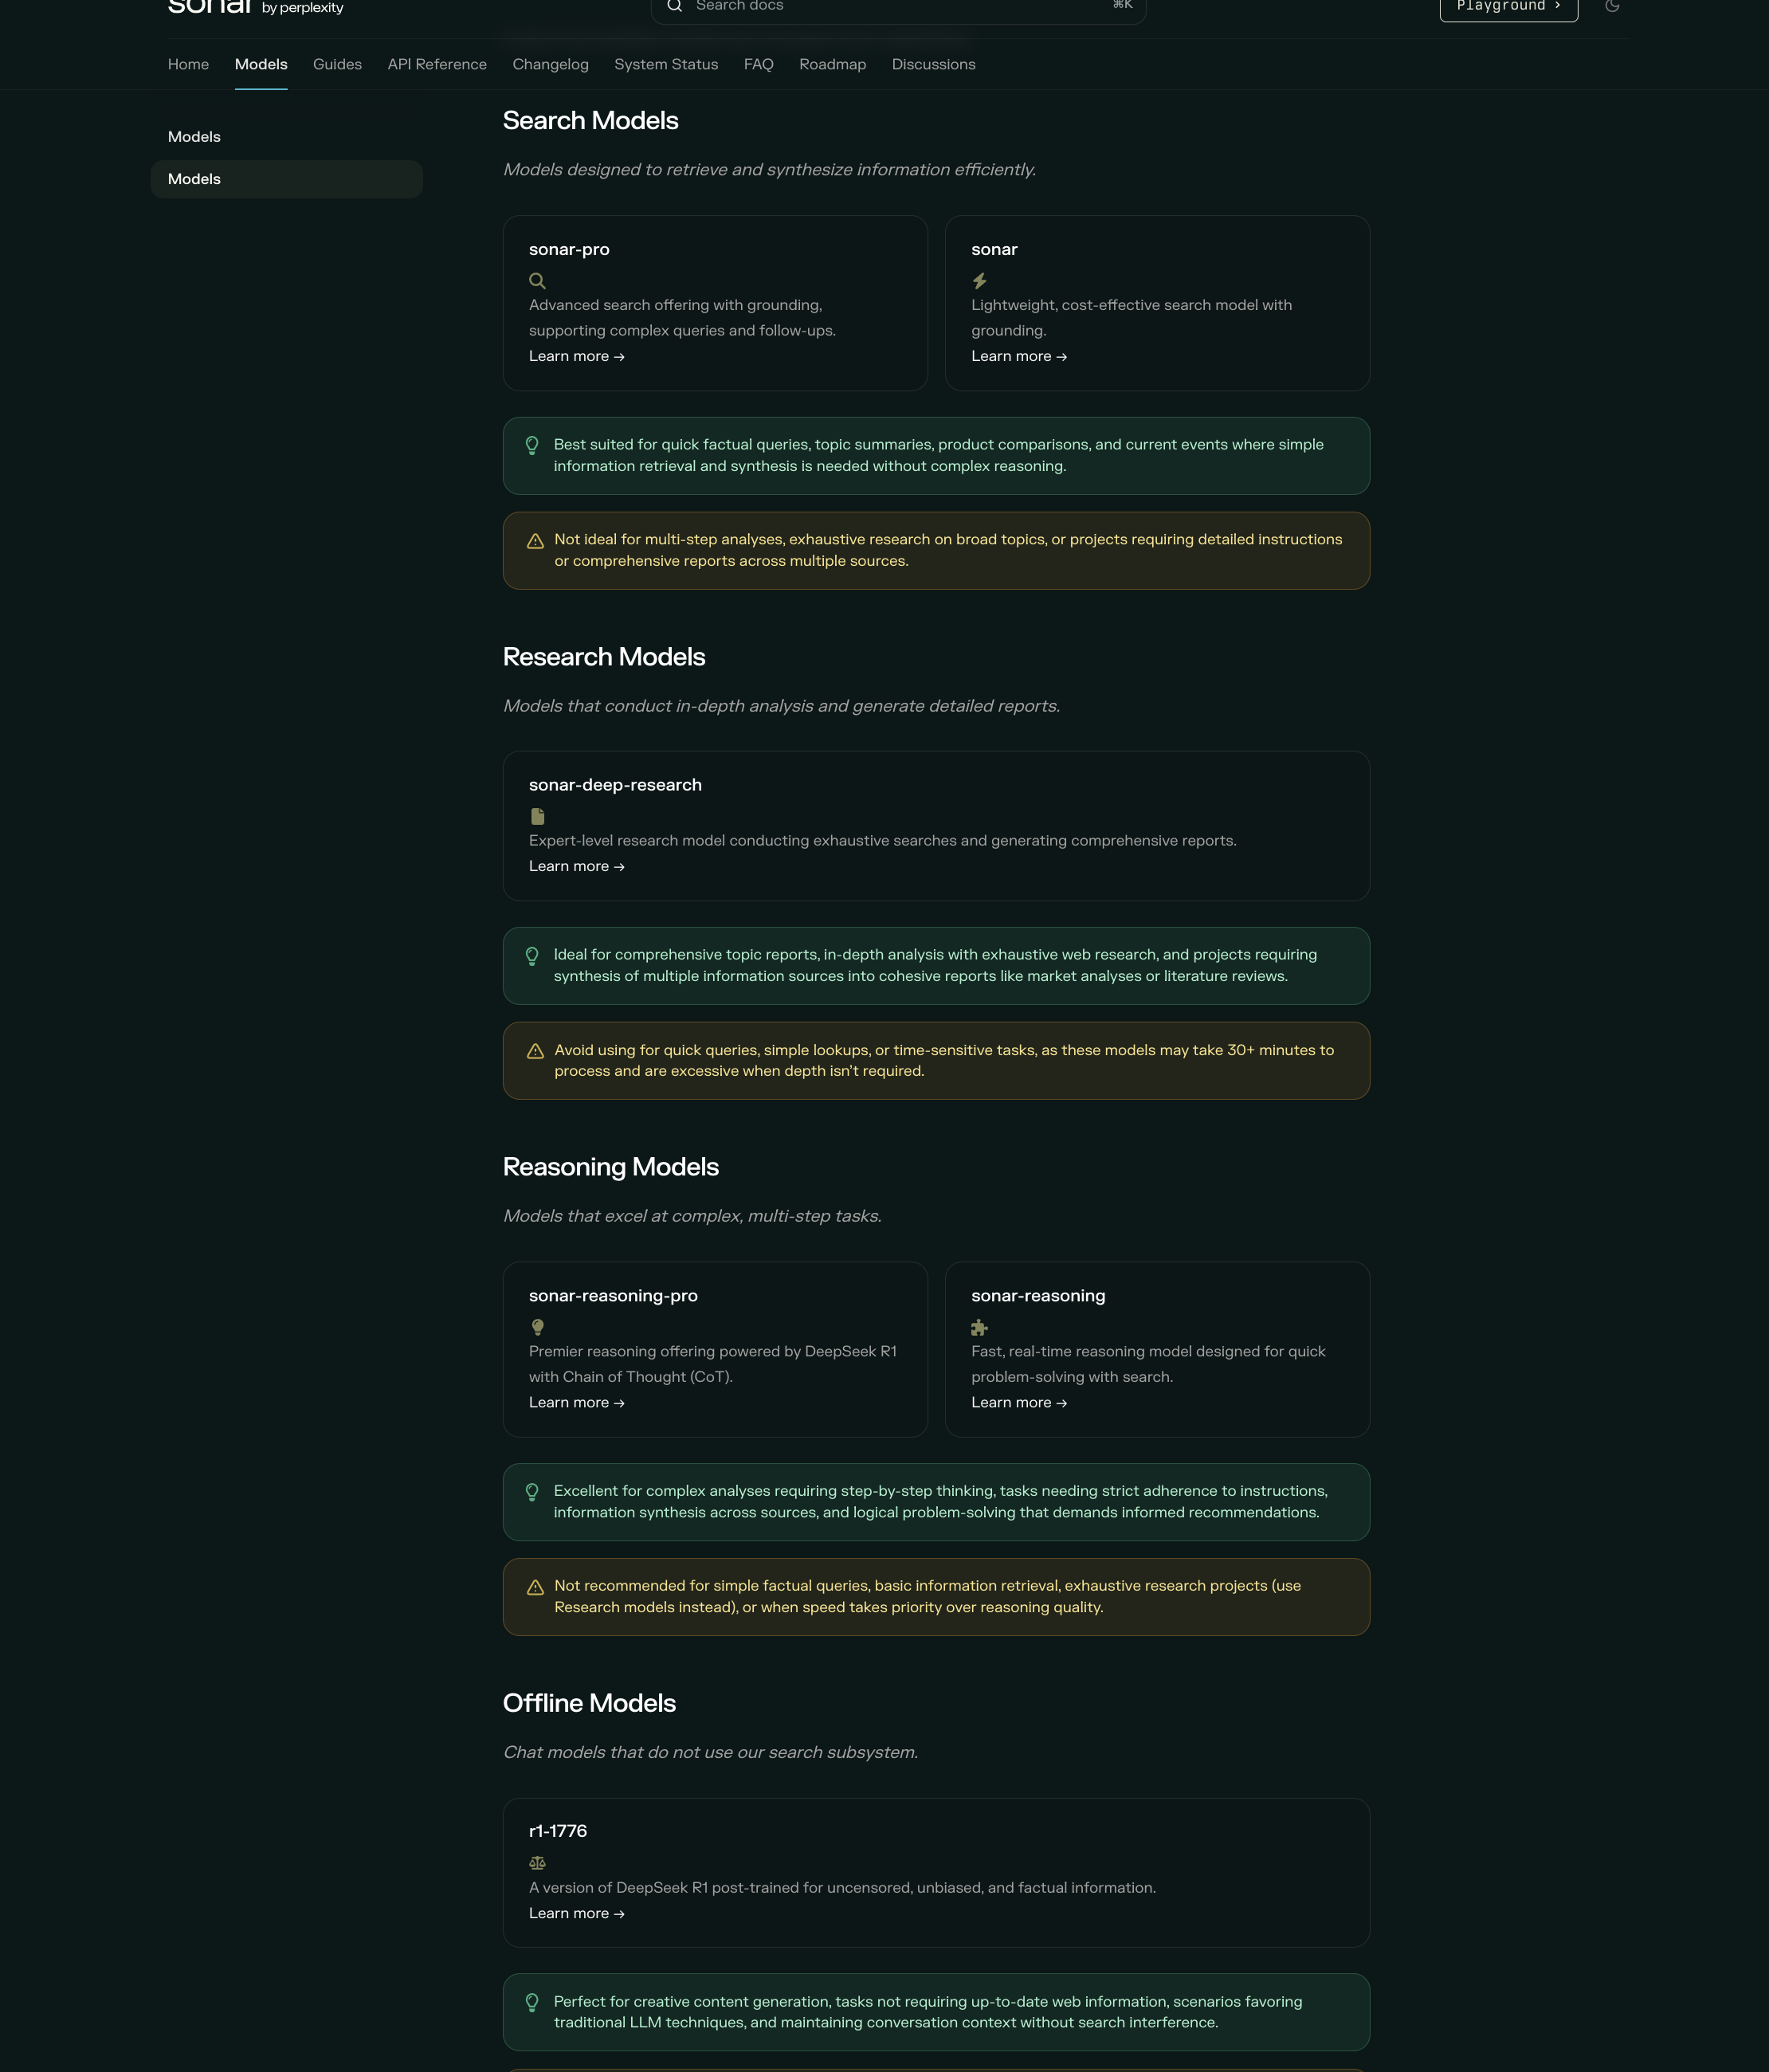 sonar by perplexity
Search docs
⌘K
Playground ›
Home Models Guides API Reference Changelog System Status FAQ Roadmap Discussions
Models
Models
Search Models
Models designed to retrieve and synthesize information efficiently.
sonar-pro
Advanced search offering with grounding,
supporting complex queries and follow-ups.
Learn more →
sonar
Lightweight, cost-effective search model with
grounding.
Learn more →
Best suited for quick factual queries, topic summaries, product comparisons, and current events where simple
information retrieval and synthesis is needed without complex reasoning.
Not ideal for multi-step analyses, exhaustive research on broad topics, or projects requiring detailed instructions
or comprehensive reports across multiple sources.
Research Models
Models that conduct in-depth analysis and generate detailed reports.
sonar-deep-research
Expert-level research model conducting exhaustive searches and generating comprehensive reports.
Learn more →
Ideal for comprehensive topic reports, in-depth analysis with exhaustive web research, and projects requiring
synthesis of multiple information sources into cohesive reports like market analyses or literature reviews.
Avoid using for quick queries, simple lookups, or time-sensitive tasks, as these models may take 30+ minutes to
process and are excessive when depth isn't required.
Reasoning Models
Models that excel at complex, multi-step tasks.
sonar-reasoning-pro
Premier reasoning offering powered by DeepSeek R1
with Chain of Thought (CoT).
Learn more →
sonar-reasoning
Fast, real-time reasoning model designed for quick
problem-solving with search.
Learn more →
Excellent for complex analyses requiring step-by-step thinking, tasks needing strict adherence to instructions,
information synthesis across sources, and logical problem-solving that demands informed recommendations.
Not recommended for simple factual queries, basic information retrieval, exhaustive research projects (use
Research models instead), or when speed takes priority over reasoning quality.
Offline Models
Chat models that do not use our search subsystem.
r1-1776
A version of DeepSeek R1 post-trained for uncensored, unbiased, and factual information.
Learn more →
Perfect for creative content generation, tasks not requiring up-to-date web information, scenarios favoring
traditional LLM techniques, and maintaining conversation context without search interference.